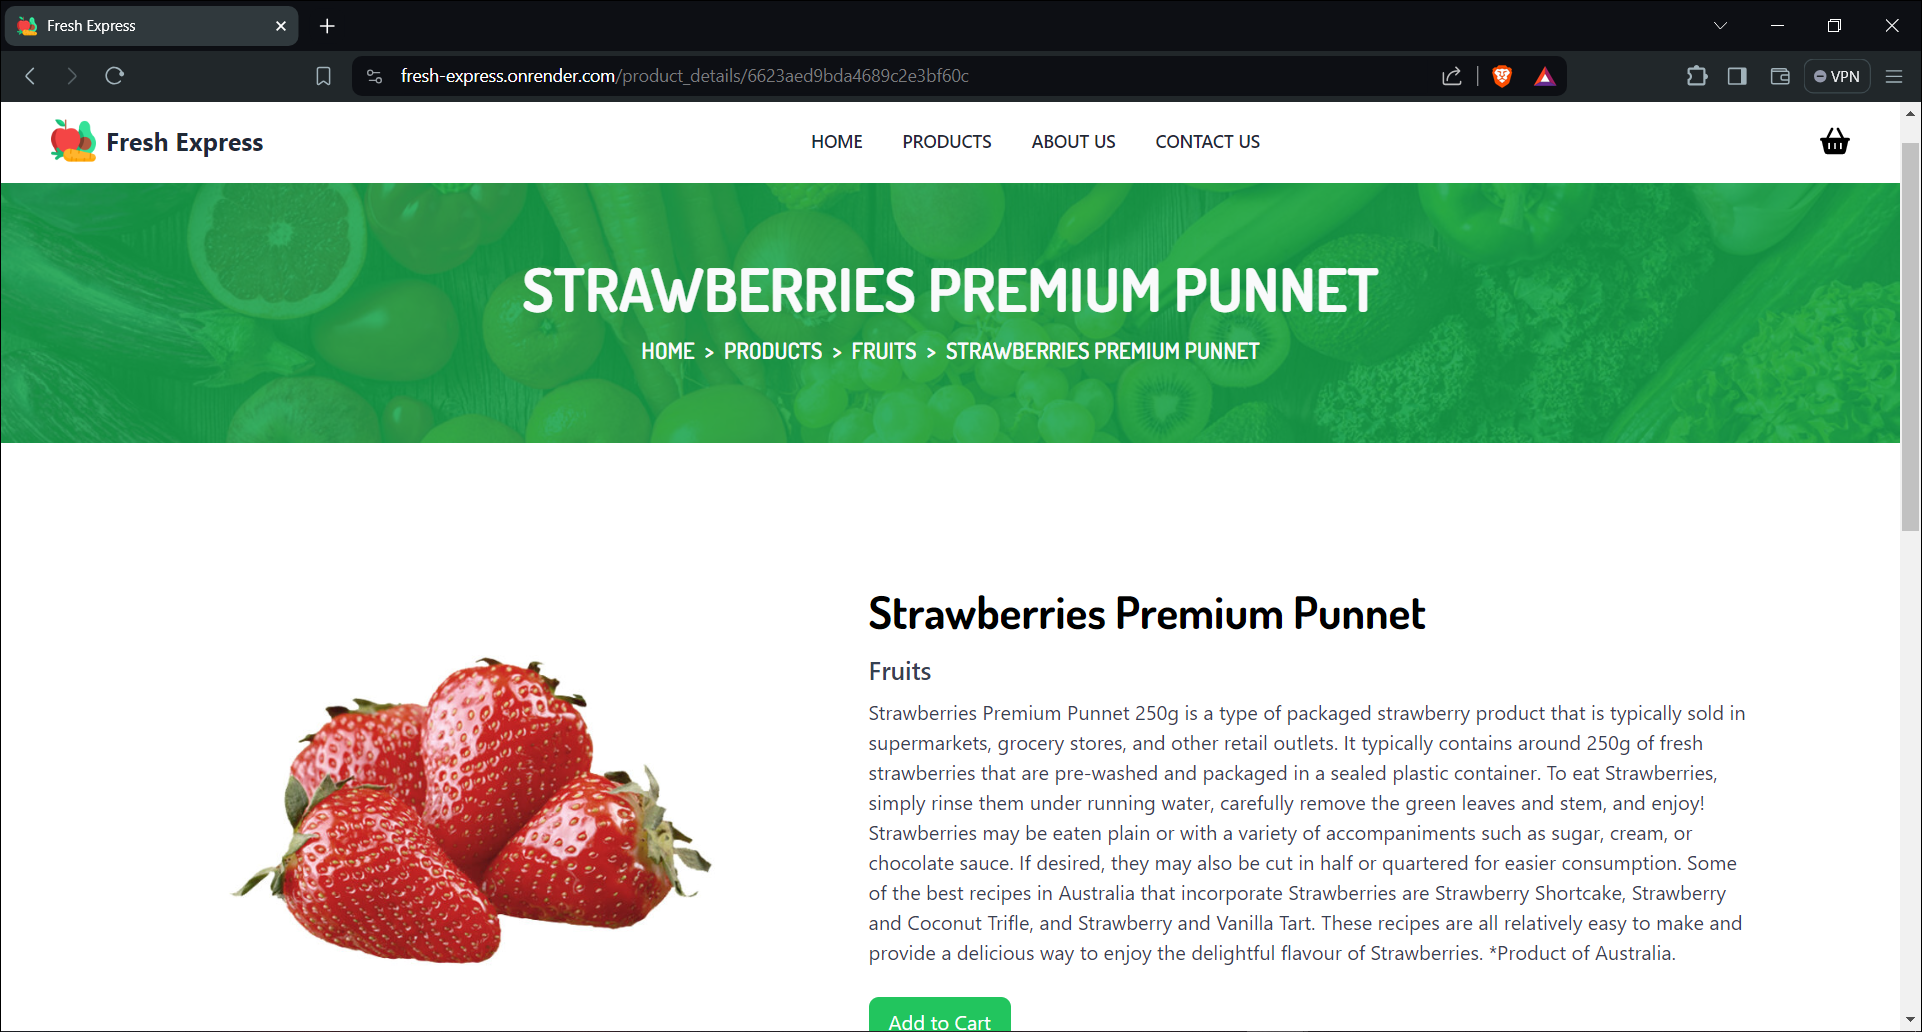 Fresh Express
fresh-express.onrender.com/product_details/6623aed9bda4689c2e3bf60c
VPN
Fresh Express
HOME
PRODUCTS
ABOUT US
CONTACT US
STRAWBERRIES PREMIUM PUNNET
HOME > PRODUCTS > FRUITS > STRAWBERRIES PREMIUM PUNNET
Strawberries Premium Punnet
Fruits
Strawberries Premium Punnet 250g is a type of packaged strawberry product that is typically sold in
supermarkets, grocery stores, and other retail outlets. It typically contains around 250g of fresh
strawberries that are pre-washed and packaged in a sealed plastic container. To eat Strawberries,
simply rinse them under running water, carefully remove the green leaves and stem, and enjoy!
Strawberries may be eaten plain or with a variety of accompaniments such as sugar, cream, or
chocolate sauce. If desired, they may also be cut in half or quartered for easier consumption. Some
of the best recipes in Australia that incorporate Strawberries are Strawberry Shortcake, Strawberry
and Coconut Trifle, and Strawberry and Vanilla Tart. These recipes are all relatively easy to make and
provide a delicious way to enjoy the delightful flavour of Strawberries. *Product of Australia.
Add to Cart